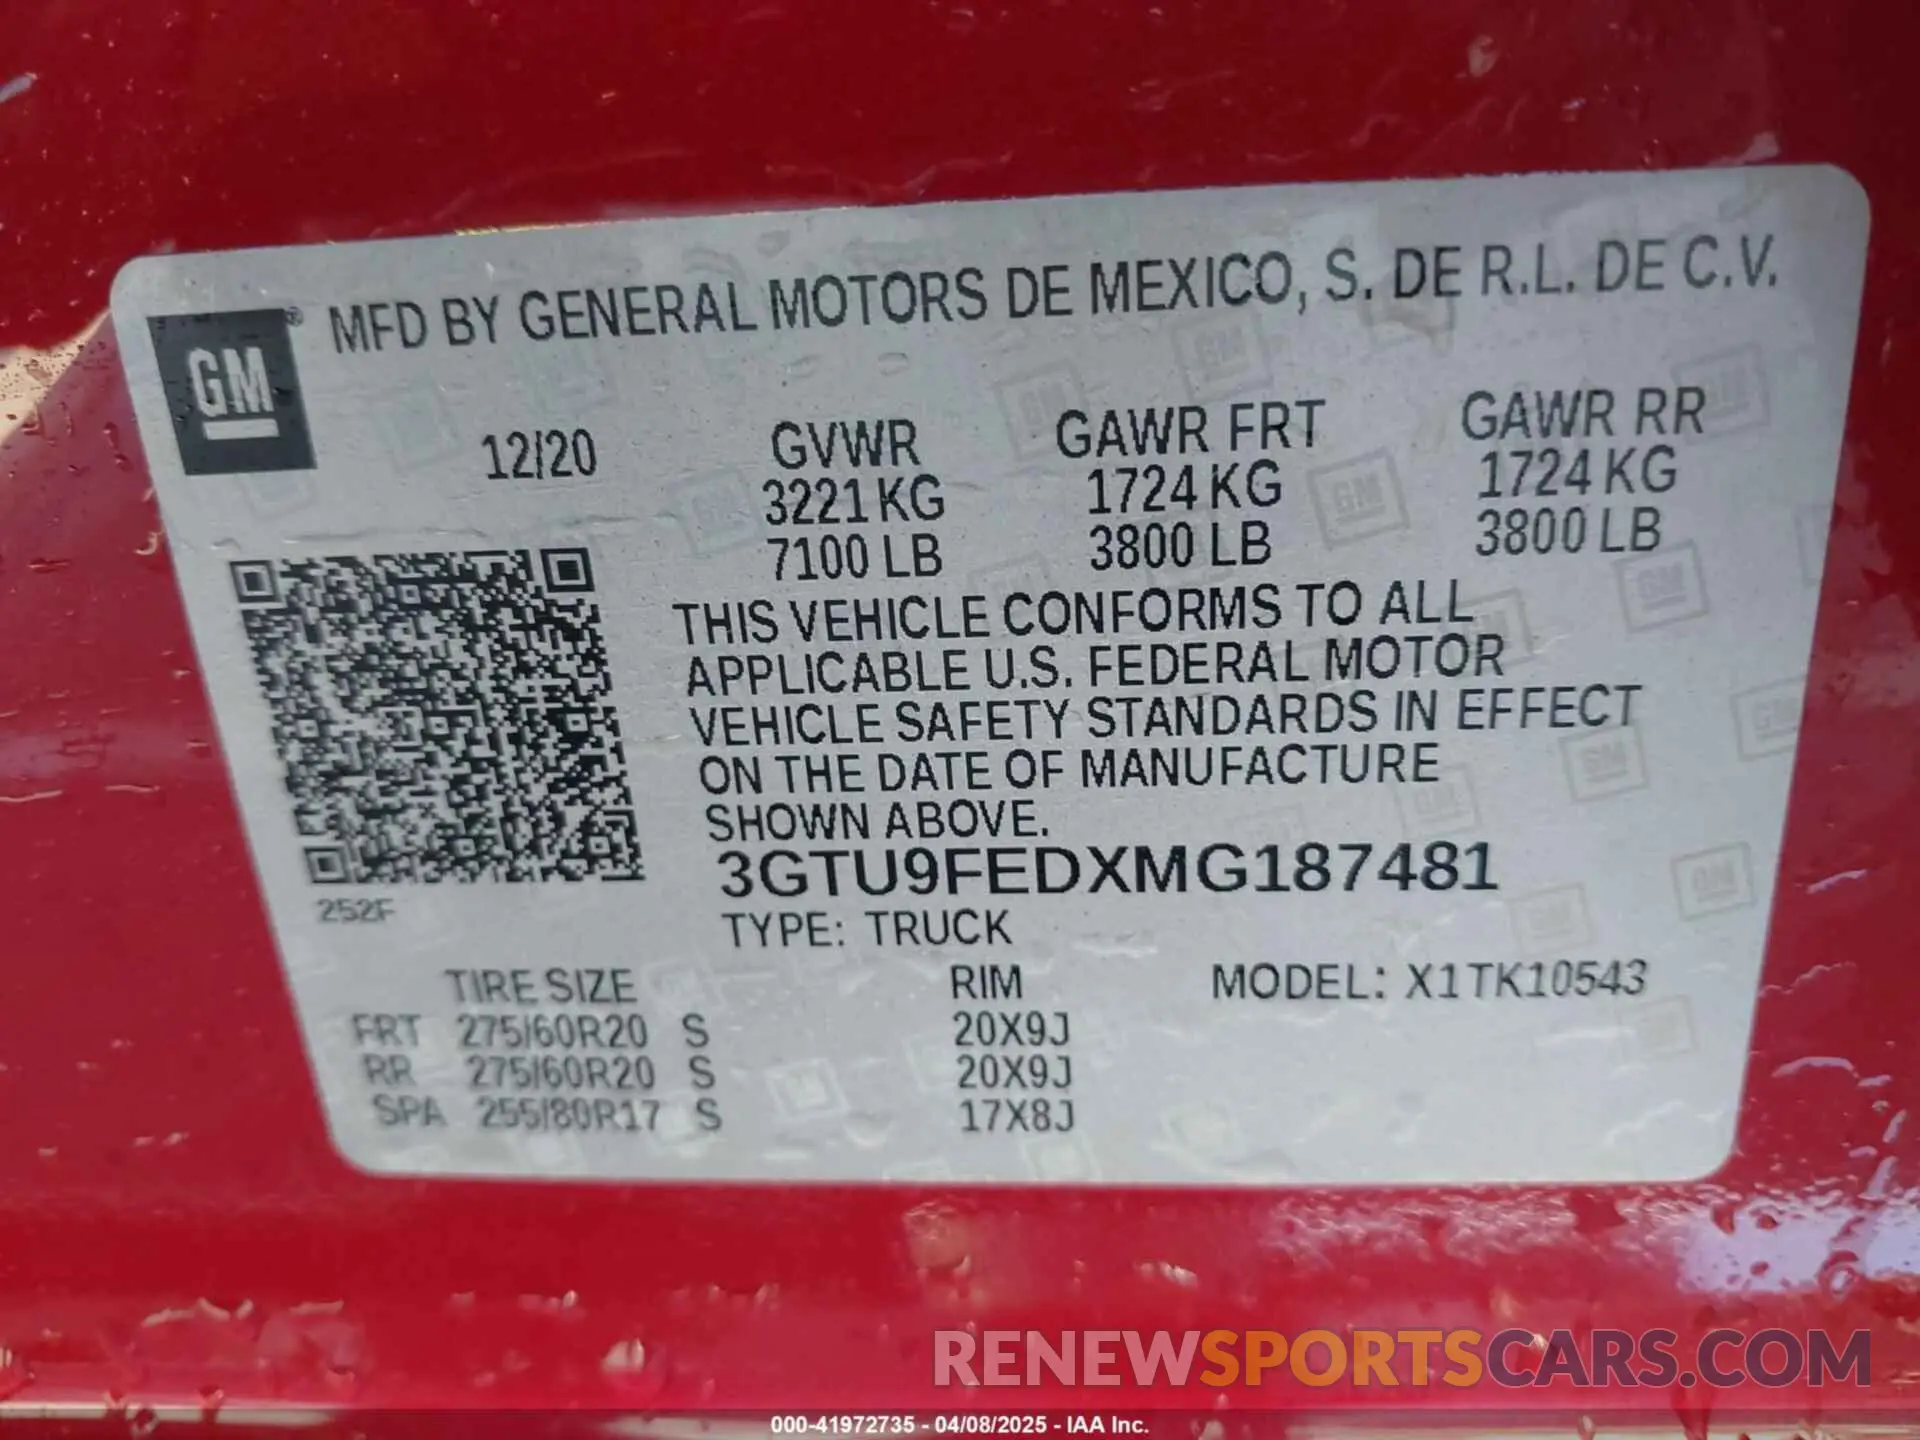 MFD BY GENERAL MOTORS DE MEXICO, S. DE R.L. DE C.V.
GM ®
12/20 GVWR GAWR FRT GAWR RR
3221 KG 1724 KG 1724 KG
7100 LB 3800 LB 3800 LB
THIS VEHICLE CONFORMS TO ALL
APPLICABLE U.S. FEDERAL MOTOR
VEHICLE SAFETY STANDARDS IN EFFECT
ON THE DATE OF MANUFACTURE
SHOWN ABOVE.
3GTU9FEDXMG187481
252F
TYPE: TRUCK
TIRE SIZE RIM MODEL: X1TK10543
FRT 275/60R20 S 20X9J
RR 275/60R20 S 20X9J
SPA 255/80R17 S 17X8J
RENEWSPORTSCARS.COM
000-41972735 - 04/08/2025 - IAA Inc.